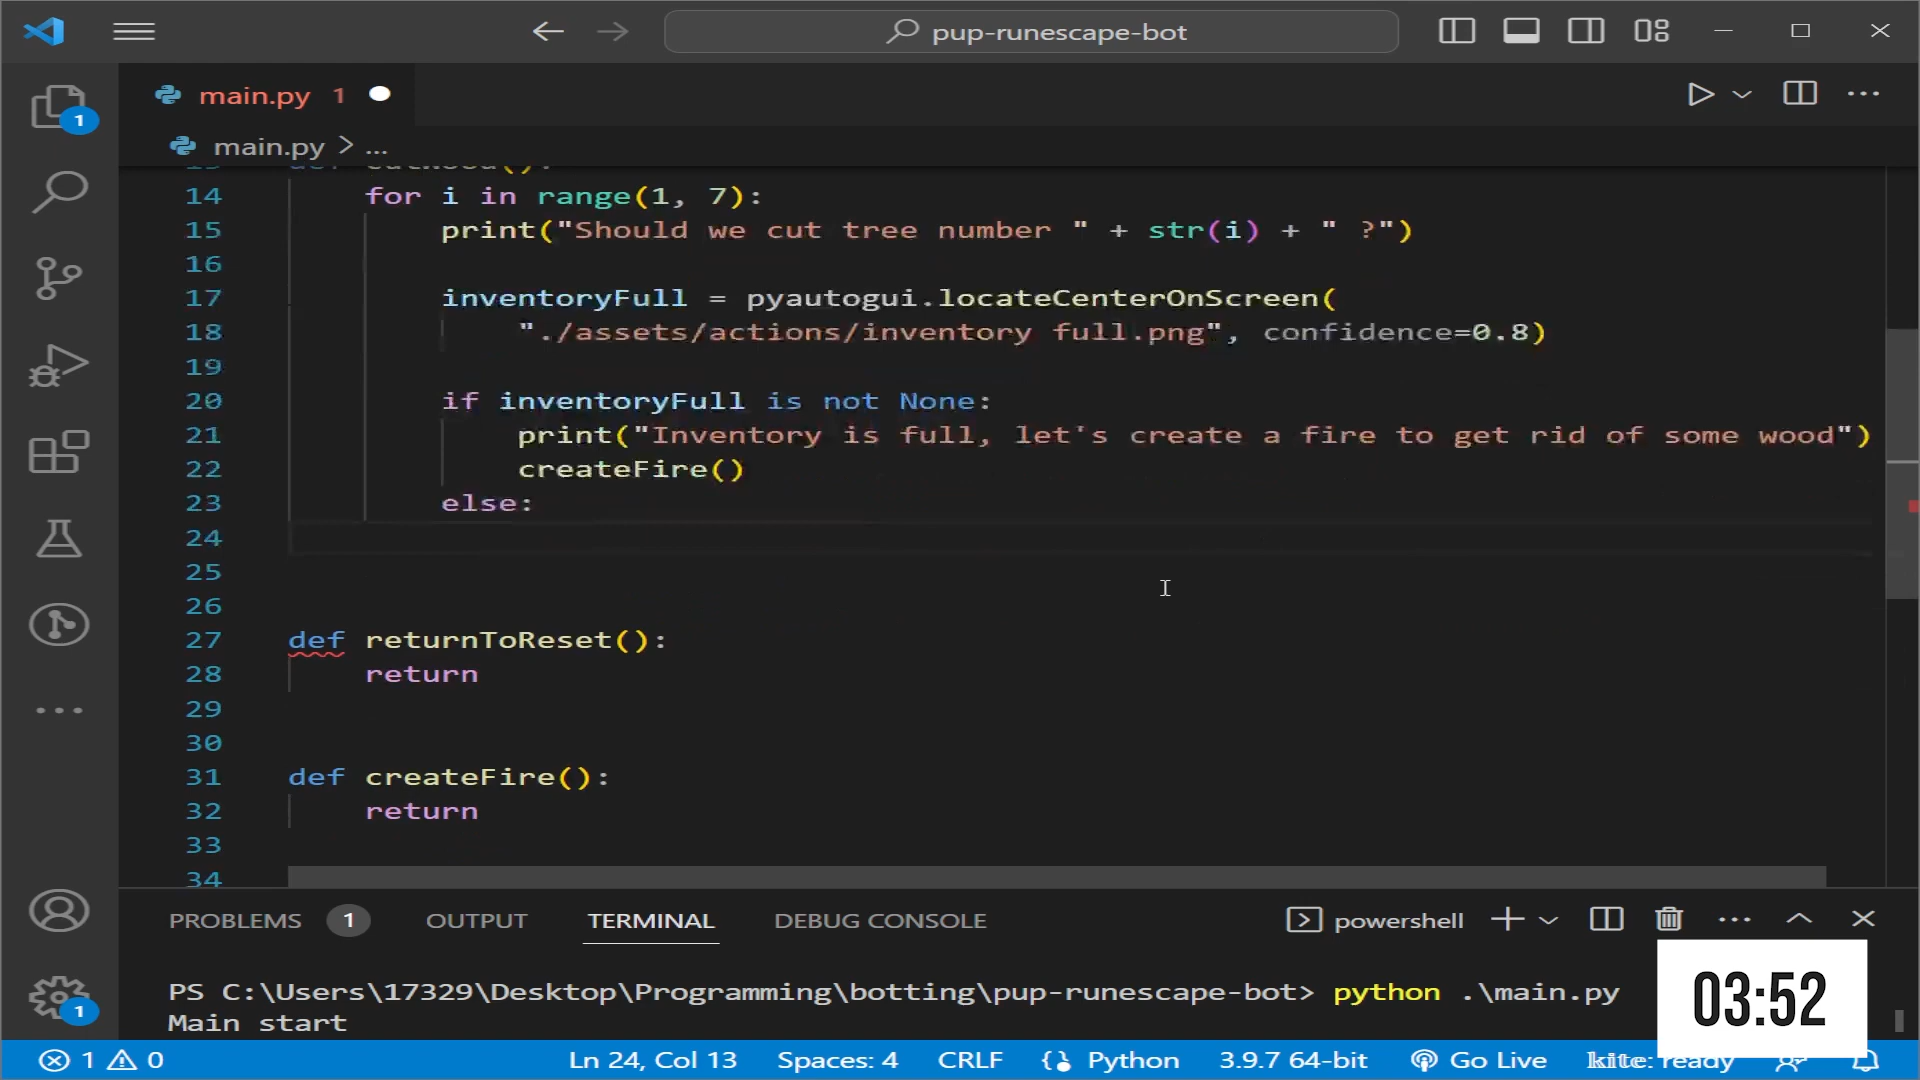 pup-runescape-bot
main.py 1
main.py > ...
14 for i in range(1, 7):
15 print("Should we cut tree number " + str(i) + " ?")
16
17 inventoryFull = pyautogui.locateCenterOnScreen(
18 "./assets/actions/inventory full.png", confidence=0.8)
19
20 if inventoryFull is not None:
21 print("Inventory is full, let's create a fire to get rid of some wood")
22 createFire()
23 else:
24
25
26
27 def returnToReset():
28 return
29
30
31 def createFire():
32 return
33
34
1
1
PROBLEMS 1 OUTPUT TERMINAL DEBUG CONSOLE powershell
PS C:\Users\17329\Desktop\Programming\botting\pup-runescape-bot> python .\main.py
Main start
03:52
1 0 Ln 24, Col 13 Spaces: 4 CRLF Python 3.9.7 64-bit Go Live kite: ready